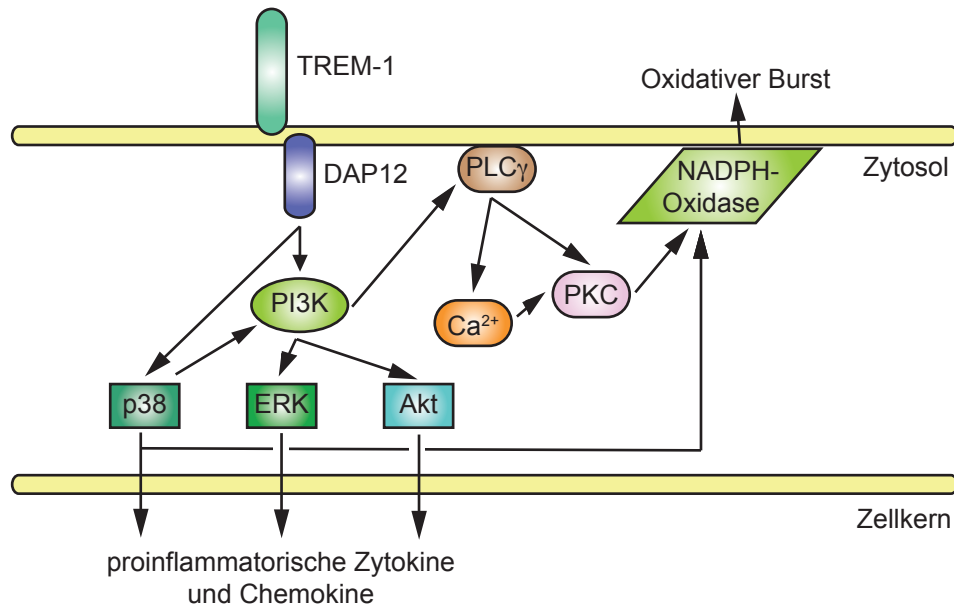 TREM-1
Oxidativer Burst
DAP12
PLCγ
NADPH-
Oxidase
Zytosol
PI3K
Ca²⁺
PKC
p38
ERK
Akt
Zellkern
proinflammatorische Zytokine
und Chemokine